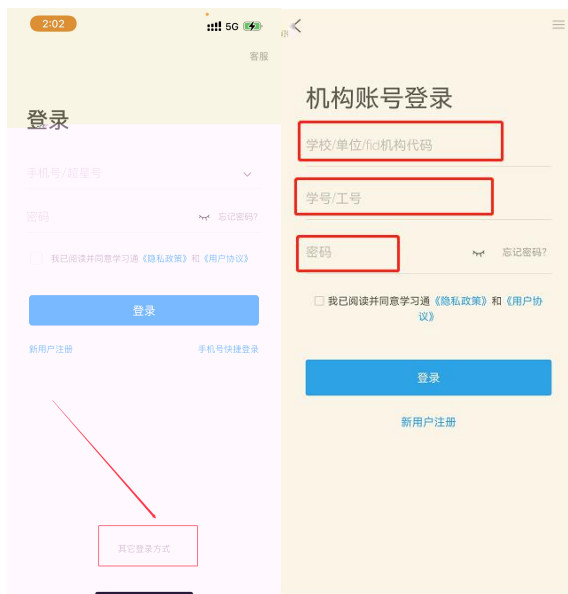 2:02
5G
客服
登录
手机号/超星号
密码
忘记密码?
我已阅读并同意学习通《隐私政策》和《用户协议》
登录
新用户注册
手机号快捷登录
其它登录方式
机构账号登录
学校/单位/fid机构代码
学号/工号
密码
忘记密码?
我已阅读并同意学习通《隐私政策》和《用户协
议》
登录
新用户注册